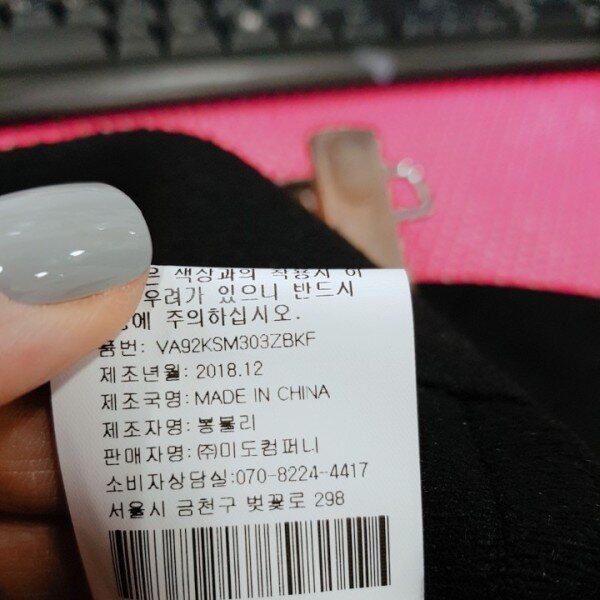 은 색상과의 착용시 이
우려가 있으니 반드시
에 주의하십시오.
품번: VA92KSM303ZBKF
제조년월: 2018.12
제조국명: MADE IN CHINA
제조자명: 봉불리
판매자명: ㈜미도컴퍼니
소비자상담실:070-8224-4417
서울시 금천구 벚꽃로 298